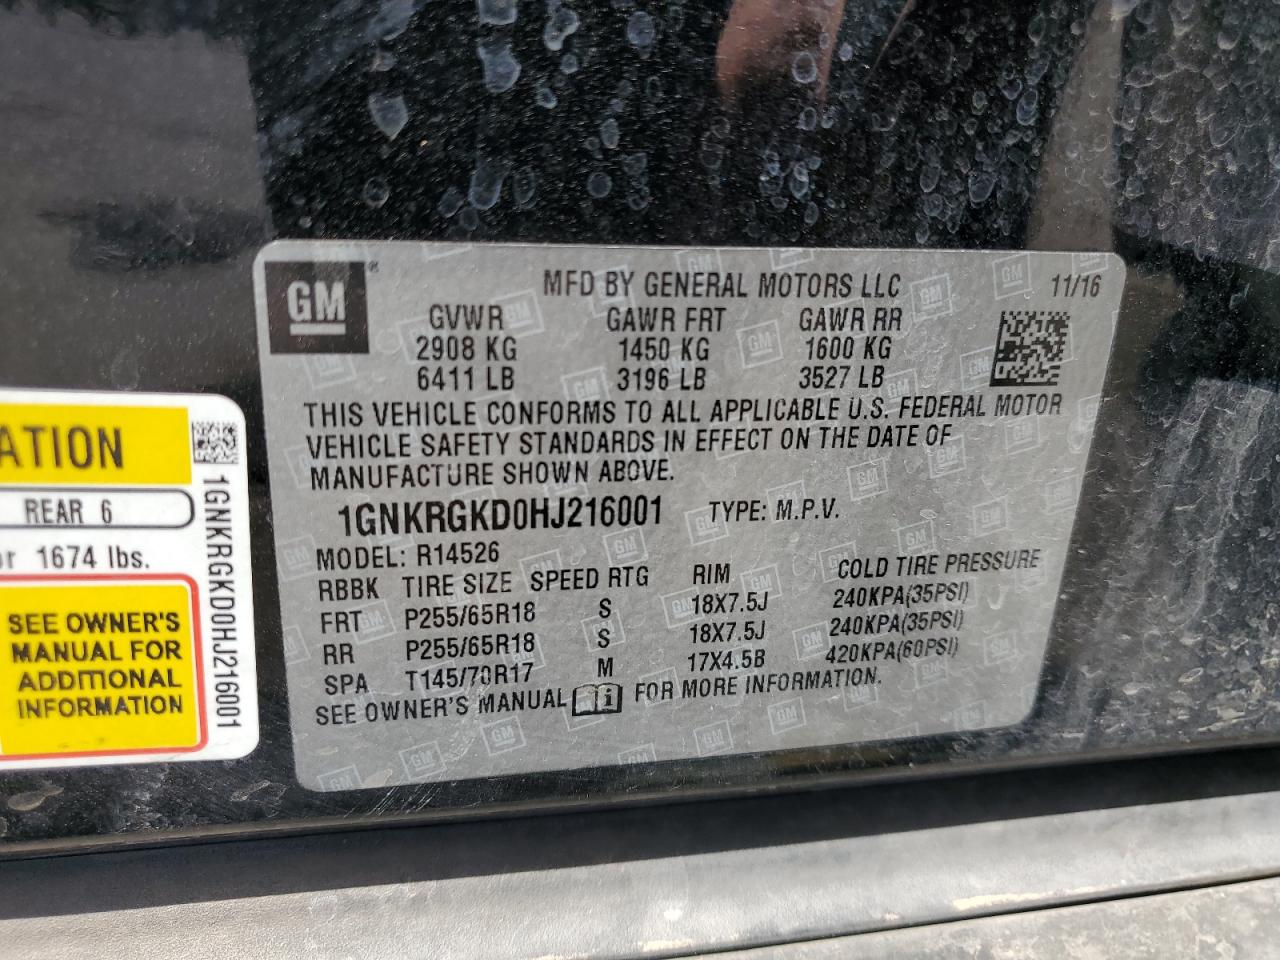 GM®
MFD BY GENERAL MOTORS LLC 11/16
GVWR GAWR FRT GAWR RR
2908 KG 1450 KG 1600 KG
6411 LB 3196 LB 3527 LB
THIS VEHICLE CONFORMS TO ALL APPLICABLE U.S. FEDERAL MOTOR
VEHICLE SAFETY STANDARDS IN EFFECT ON THE DATE OF
MANUFACTURE SHOWN ABOVE.
1GNKRGKD0HJ216001 TYPE: M.P.V.
MODEL: R14526
RBBK TIRE SIZE SPEED RTG RIM COLD TIRE PRESSURE
FRT P255/65R18 S 18X7.5J 240KPA(35PSI)
RR P255/65R18 S 18X7.5J 240KPA(35PSI)
SPA T145/70R17 M 17X4.5B 420KPA(60PSI)
SEE OWNER'S MANUAL i FOR MORE INFORMATION.
ATION
REAR 6
or 1674 lbs.
SEE OWNER'S
MANUAL FOR
ADDITIONAL
INFORMATION
1GNKRGKD0HJ216001